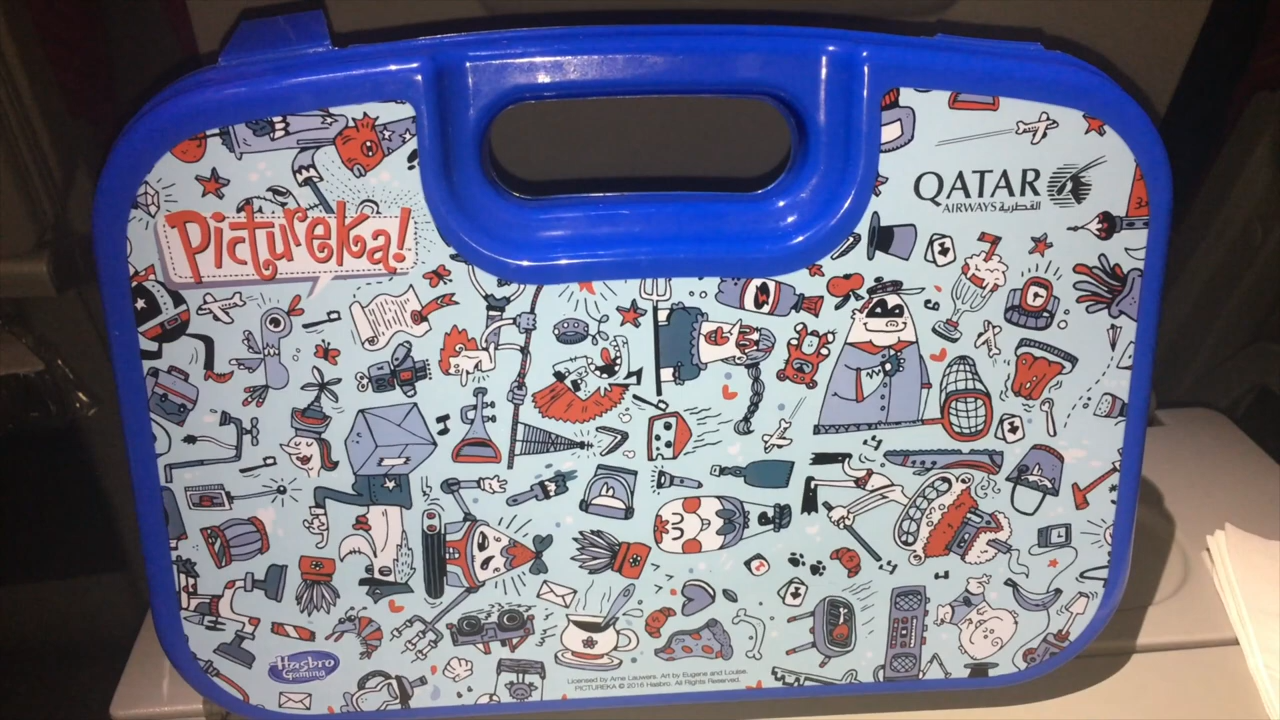 Pictureka!
QATAR
AIRWAYS القطرية
Hasbro
Gaming
Licensed by Arne Lauwers. Art by Eugene and Louise.
PICTUREKA © 2016 Hasbro. All Rights Reserved.